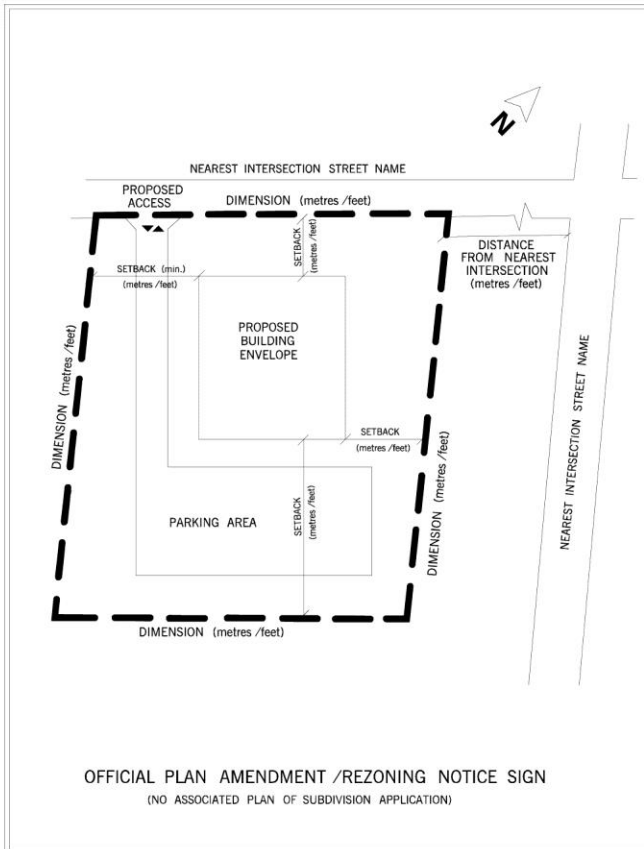 N
NEAREST INTERSECTION STREET NAME
PROPOSED
ACCESS
DIMENSION (metres /feet)
SETBACK
(metres /feet)
DISTANCE
FROM NEAREST
INTERSECTION
(metres /feet)
SETBACK (min.)
(metres /feet)
PROPOSED
BUILDING
ENVELOPE
DIMENSION (metres /feet)
NEAREST INTERSECTION STREET NAME
SETBACK
(metres /feet)
DIMENSION (metres /feet)
SETBACK
(metres /feet)
PARKING AREA
DIMENSION (metres /feet)
OFFICIAL PLAN AMENDMENT /REZONING NOTICE SIGN
(NO ASSOCIATED PLAN OF SUBDIVISION APPLICATION)